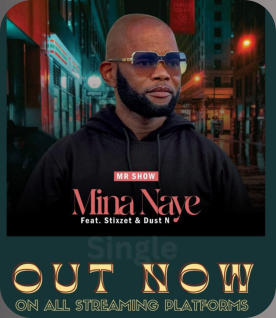 MR SHOW
Mina Naye
Feat. Stixzet & Dust N
Single
OUT NOW
ON ALL STREAMING PLATFORMS